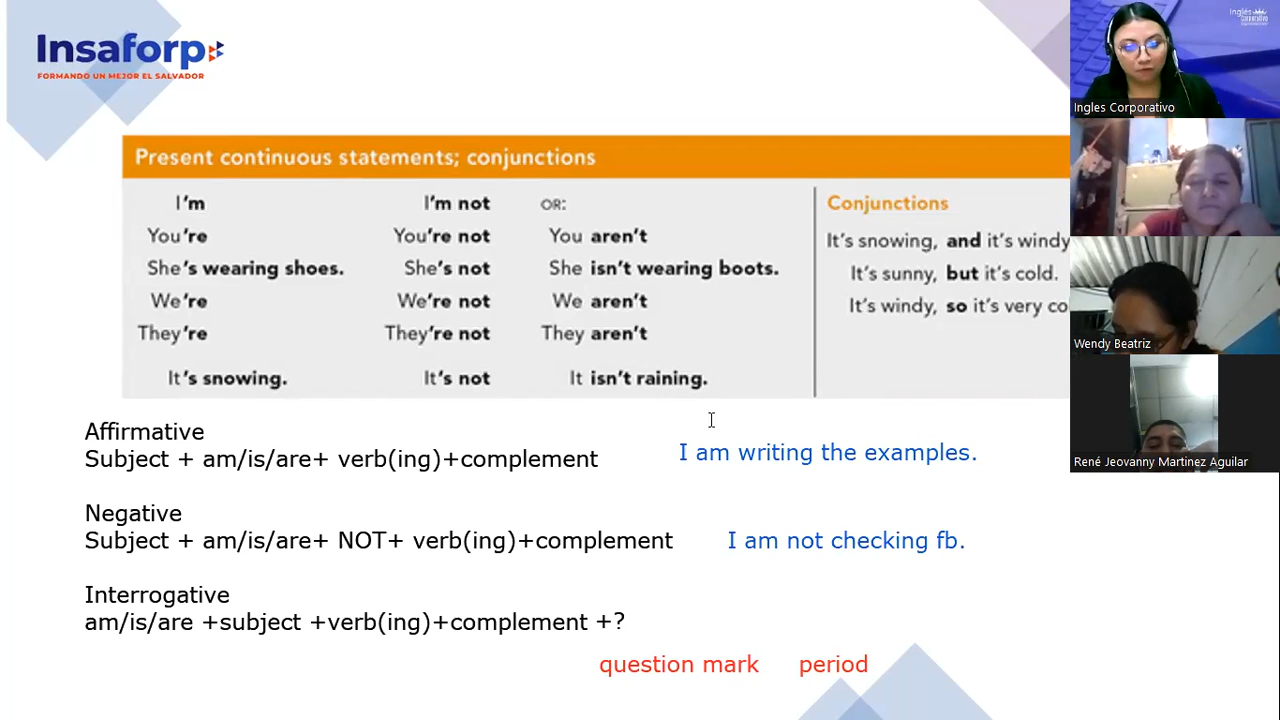 Insaforp
FORMANDO UN MEJOR EL SALVADOR
Present continuous statements; conjunctions
I'm I'm not OR:
You're You're not You aren't
She's wearing shoes. She's not She isn't wearing boots.
We're We're not We aren't
They're They're not They aren't
It's snowing. It's not It isn't raining.
Conjunctions
It's snowing, and it's windy
It's sunny, but it's cold.
It's windy, so it's very co
Affirmative
Subject + am/is/are+ verb(ing)+complement
I am writing the examples.
Negative
Subject + am/is/are+ NOT+ verb(ing)+complement
I am not checking fb.
Interrogative
am/is/are +subject +verb(ing)+complement +?
question mark period
Inglés
Corporativo
Ingles Corporativo
Wendy Beatriz
René Jeovanny Martinez Aguilar